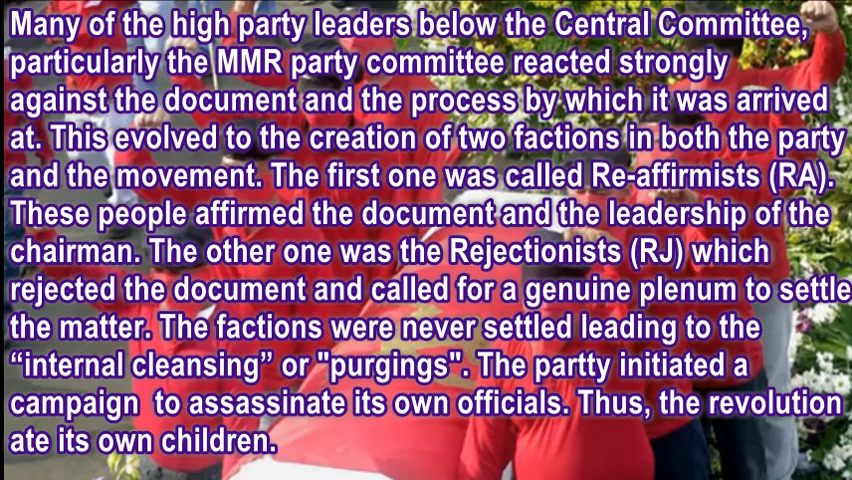 Many of the high party leaders below the Central Committee,
particularly the MMR party committee reacted strongly
against the document and the process by which it was arrived
at. This evolved to the creation of two factions in both the party
and the movement. The first one was called Re-affirmists (RA).
These people affirmed the document and the leadership of the
chairman. The other one was the Rejectionists (RJ) which
rejected the document and called for a genuine plenum to settle
the matter. The factions were never settled leading to the
“internal cleansing” or "purgings". The partty initiated a
campaign  to assassinate its own officials. Thus, the revolution
ate its own children.